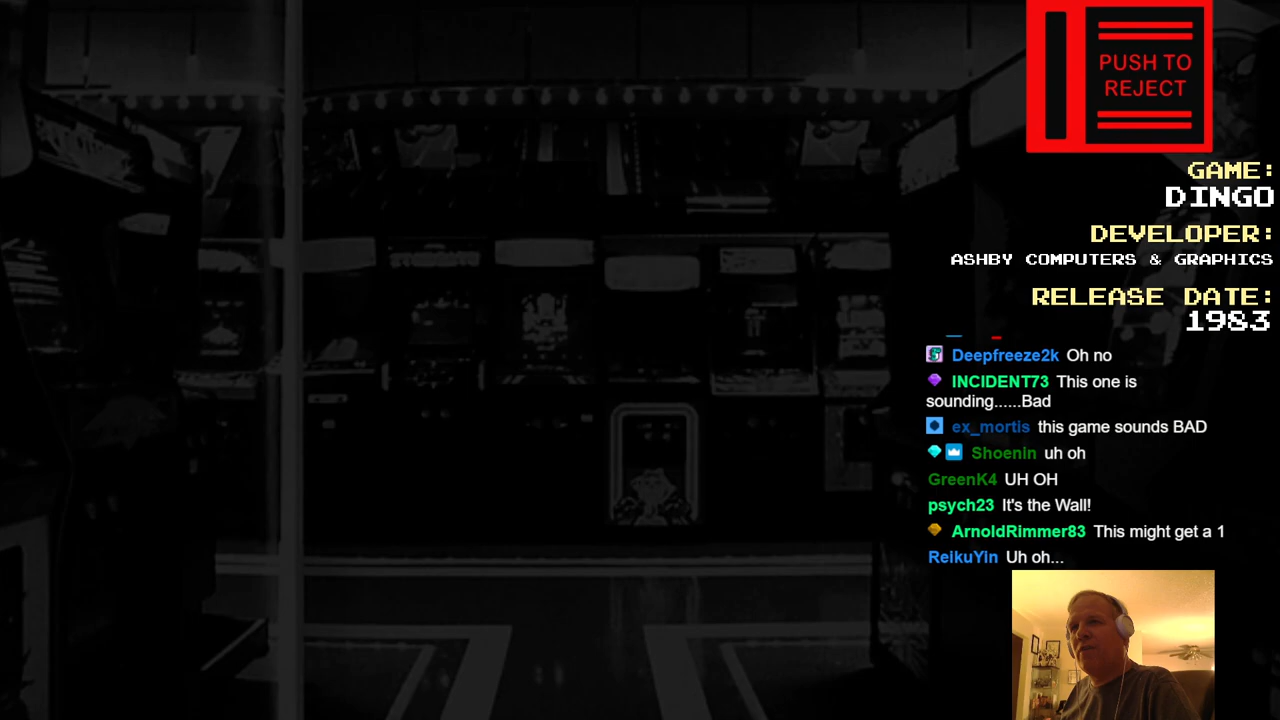 PUSH TO
REJECT
GAME:
DINGO
DEVELOPER:
ASHBY COMPUTERS & GRAPHICS
RELEASE DATE:
1983
Deepfreeze2k Oh no
INCIDENT73 This one is
sounding......Bad
ex_mortis this game sounds BAD
Shoenin uh oh
GreenK4 UH OH
psych23 It's the Wall!
ArnoldRimmer83 This might get a 1
ReikuYin Uh oh...